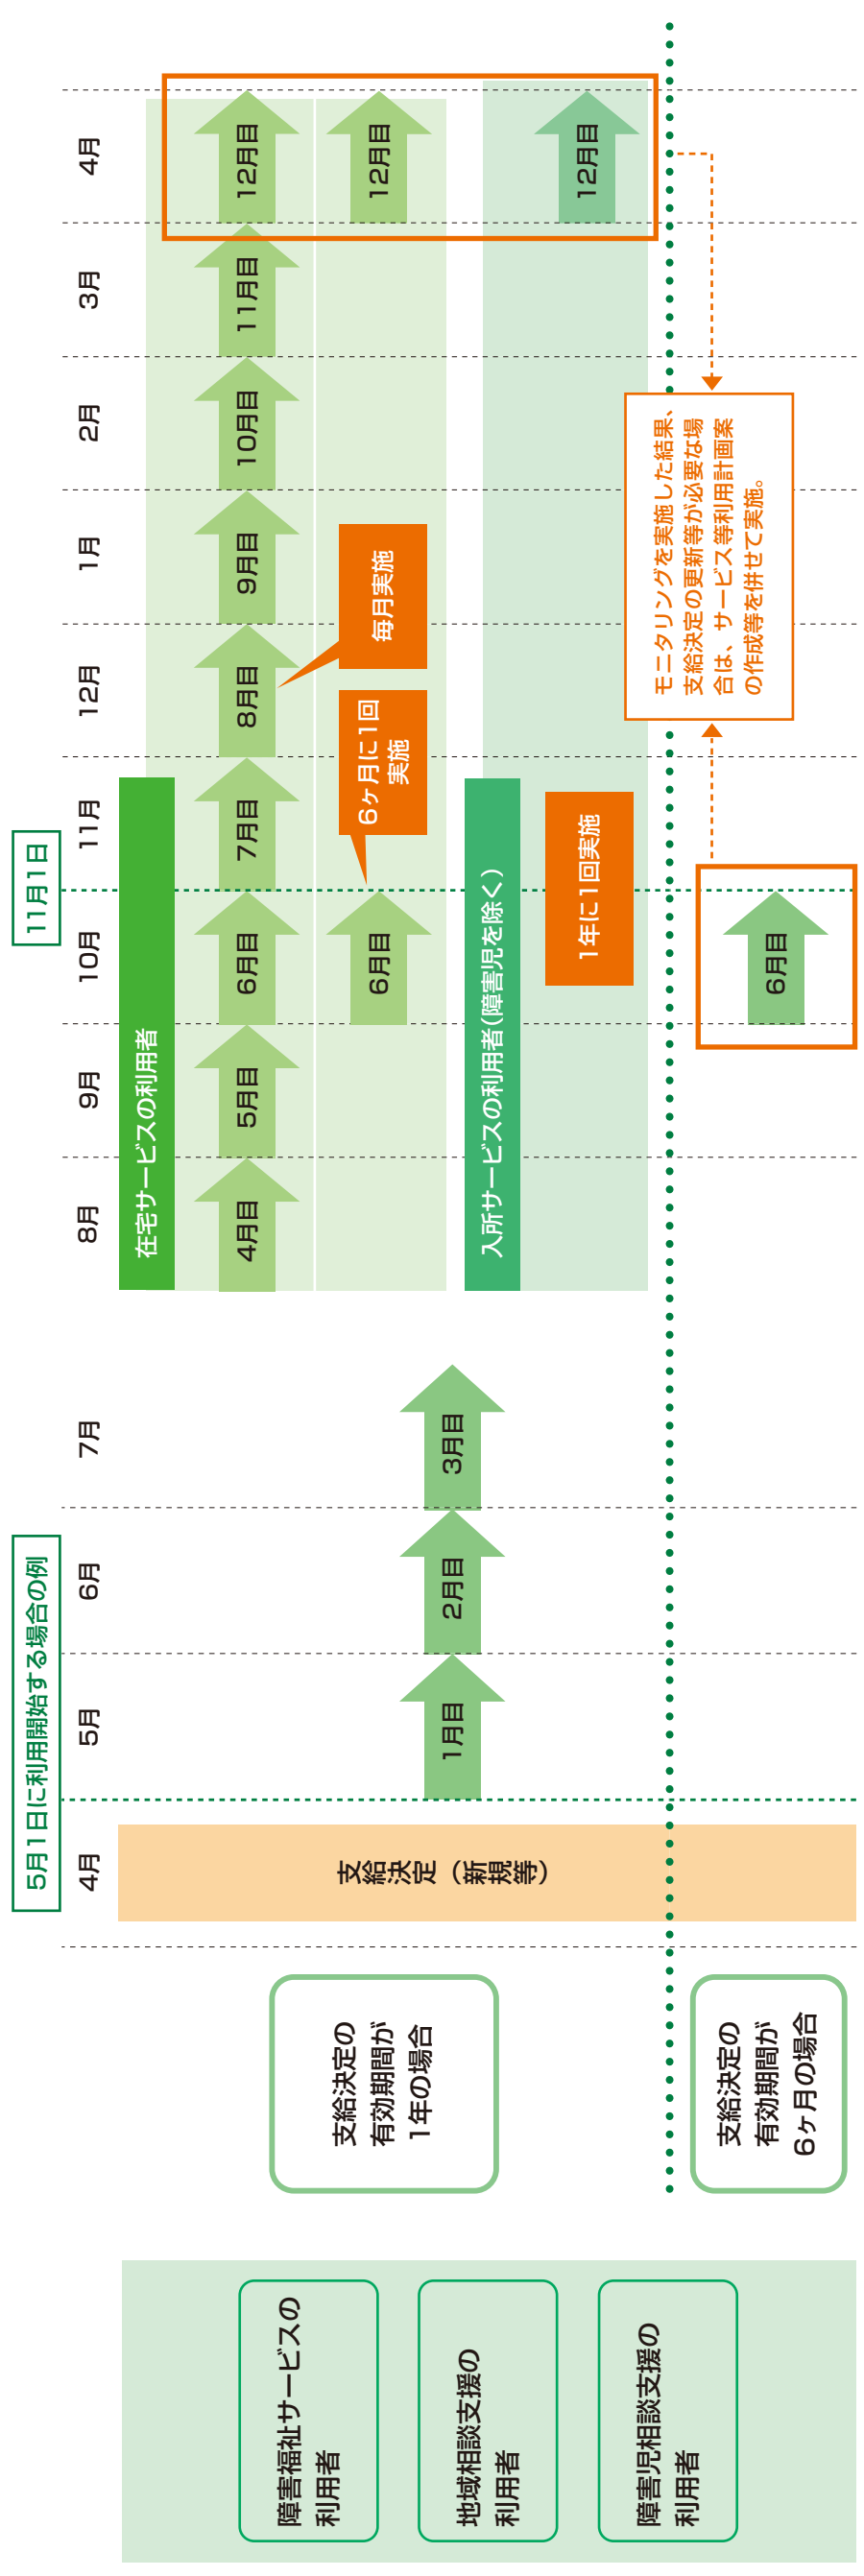 5月1日に利用開始する場合の例
11月1日
4月
5月
6月
7月
8月
9月
10月
11月
12月
1月
2月
3月
4月
障害福祉サービスの
利用者
地域相談支援の
利用者
障害児相談支援の
利用者
支給決定の
有効期間が
1年の場合
支給決定(新規等)
1月目
2月目
3月目
在宅サービスの利用者
4月目
5月目
6月目
7月目
8月目
9月目
10月目
11月目
12月目
毎月実施
6月目
6ヶ月に1回
実施
12月目
入所サービスの利用者(障害児を除く)
1年に1回実施
12月目
モニタリングを実施した結果、
支給決定の更新等が必要な場
合は、サービス等利用計画案
の作成等を併せて実施。
支給決定の
有効期間が
6ヶ月の場合
6月目